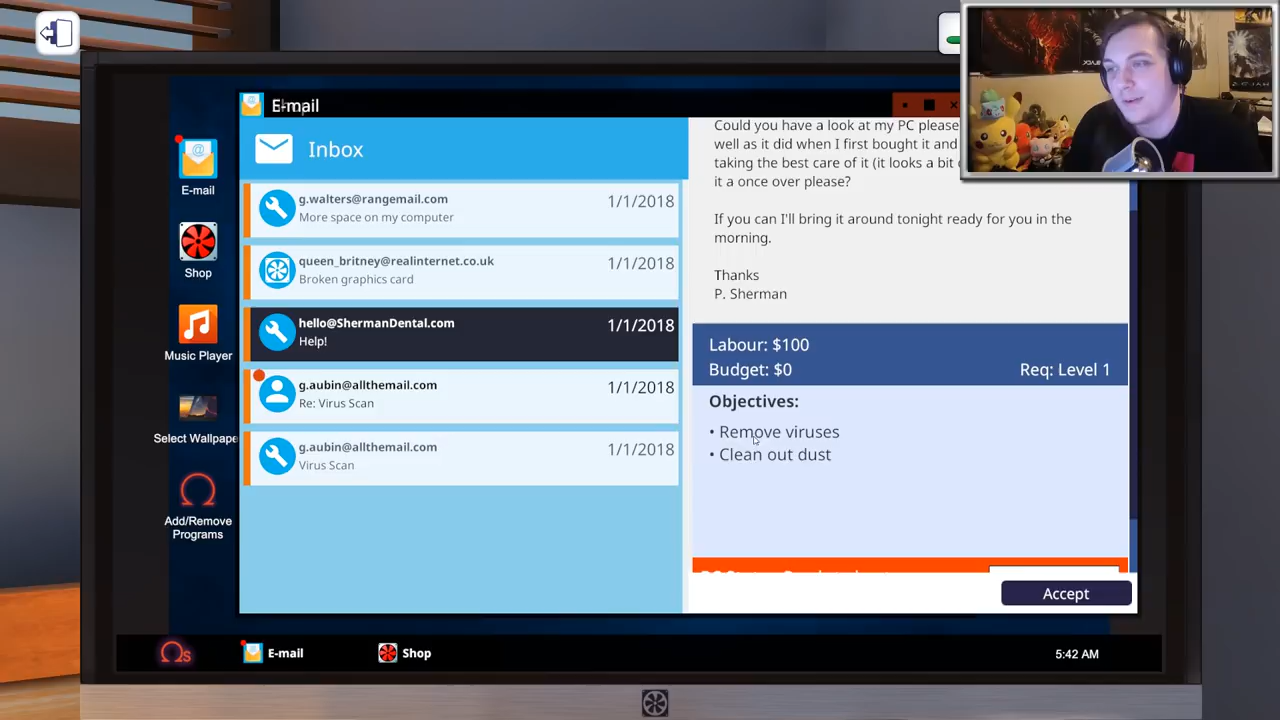 E-mail
Inbox
E-mail
Shop
Music Player
Select Wallpape
Add/Remove
Programs
g.walters@rangemail.com
1/1/2018
More space on my computer
queen_britney@realinternet.co.uk
1/1/2018
Broken graphics card
hello@ShermanDental.com
1/1/2018
Help!
g.aubin@allthemail.com
1/1/2018
Re: Virus Scan
g.aubin@allthemail.com
1/1/2018
Virus Scan
Could you have a look at my PC please
well as it did when I first bought it and
taking the best care of it (it looks a bit
it a once over please?
If you can I'll bring it around tonight ready for you in the
morning.
Thanks
P. Sherman
Labour: $100
Budget: $0
Req: Level 1
Objectives:
• Remove viruses
• Clean out dust
Accept
Ωs
E-mail
Shop
5:42 AM